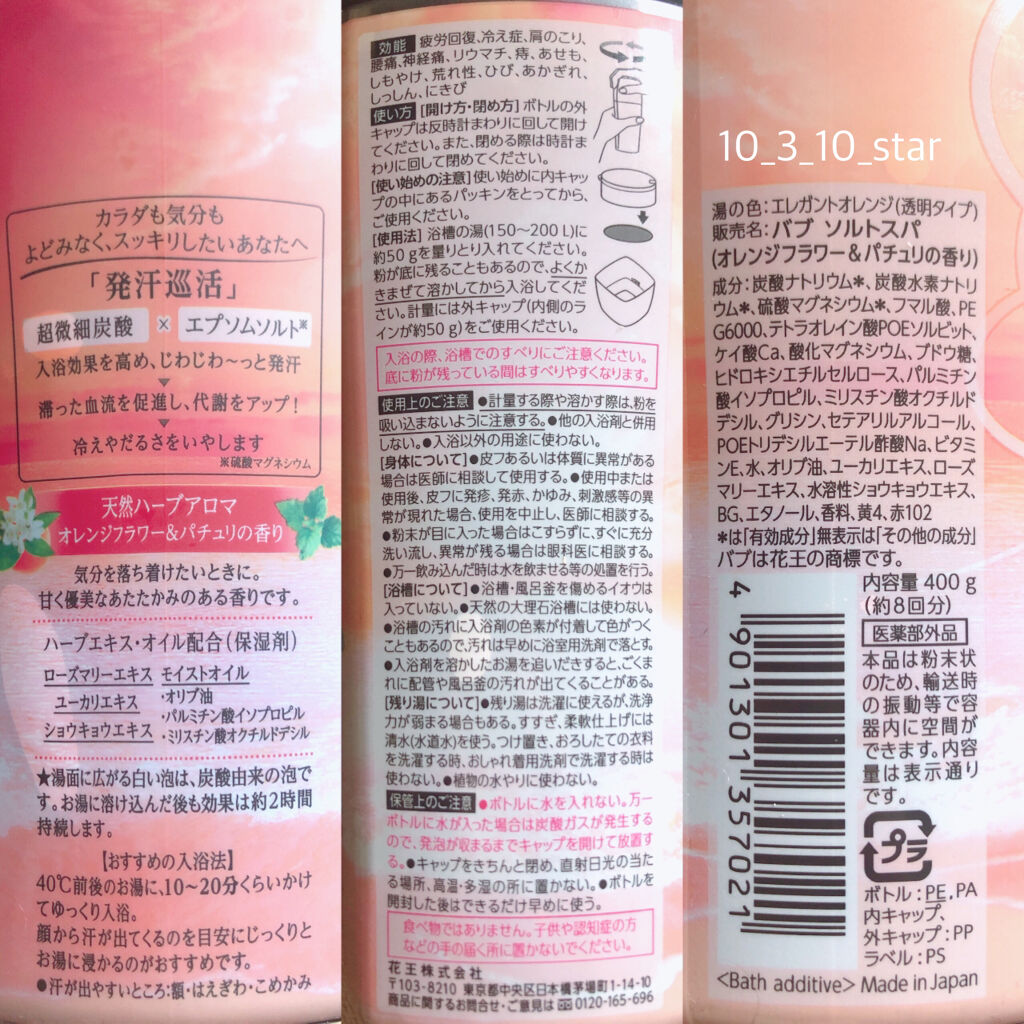 カラダも気分も
よどみなく、スッキリしたいあなたへ
「発汗巡活」
超微細炭酸 × エプソムソルト※
入浴効果を高め、じわじわ〜っと発汗
▼
滞った血流を促進し、代謝をアップ!
▼
冷えやだるさをいやします
※硫酸マグネシウム
天然ハーブアロマ
オレンジフラワー&パチュリの香り
気分を落ち着けたいときに。
甘く優美なあたたかみのある香りです。
ハーブエキス・オイル配合(保湿剤)
ローズマリーエキス モイストオイル
ユーカリエキス ・オリブ油
ショウキョウエキス ・パルミチン酸イソプロピル
・ミリスチン酸オクチルドデシル
★湯面に広がる白い泡は、炭酸由来の泡で
す。お湯に溶け込んだ後も効果は約2時間
持続します。
【おすすめの入浴法】
40℃前後のお湯に、10~20分くらいかけ
てゆっくり入浴。
顔から汗が出てくるのを目安にじっくりと
お湯に浸かるのがおすすめです。
●汗が出やすいところ:額・はえぎわ・こめかみ
効能 疲労回復、冷え症、肩のこり、
腰痛、神経痛、リウマチ、痔、あせも、
しもやけ、荒れ性、ひび、あかぎれ、
しっしん、にきび
使い方 [開け方・閉め方] ボトルの外
キャップは反時計まわりに回して開け
てください。また、閉める際は時計ま
わりに回して閉めてください。
[使い始めの注意] 使い始めに内キャッ
プの中にあるパッキンをとってから、
ご使用ください。
[使用法] 浴槽の湯(150~200L)に
約50gを量りとり入れてください。
粉が底に残ることもあるので、よくか
きまぜて溶かしてから入浴してくださ
い。計量には外キャップ(内側のラ
インが約50g)をご使用ください。
入浴の際、浴槽でのすべりにご注意ください。
底に粉が残っている間はすべりやすくなります。
使用上のご注意 ●計量する際や溶かす際は、粉を
吸い込まないように注意する。●他の入浴剤と併用
しない。●入浴以外の用途に使わない。
[身体について]●皮フあるいは体質に異常がある
場合は医師に相談して使用する。●使用中または
使用後、皮フに発疹、発赤、かゆみ、刺激感等の異
常が現れた場合、使用を中止し、医師に相談する。
●粉末が目に入った場合はこすらずに、すぐに充分
洗い流し、異常が残る場合は眼科医に相談する。
●万一飲み込んだ時は水を飲ませる等の処置を行う。
[浴槽について]●浴槽・風呂釜を傷めるイオウは
入っていない。●天然の大理石浴槽には使わない。
●浴槽の汚れに入浴剤の色素が付着して色がつく
こともあるので、汚れは早めに浴室用洗剤で落とす。
●入浴剤を溶かしたお湯を追いだきすると、ごくま
れに配管や風呂釜の汚れが出てくることがある。
[残り湯について]●残り湯は洗濯に使えるが、洗浄
力が弱まる場合もある。すすぎ、柔軟仕上げには
清水(水道水)を使う。つけ置き、おろしたての衣料
を洗濯する時、おしゃれ着用洗剤で洗濯する時は
使わない。●植物の水やりに使わない。
保管上のご注意 ●ボトルに水を入れない。万一
ボトルに水が入った場合は炭酸ガスが発生する
ので、発泡が収まるまでキャップを開けて放置す
る。●キャップをきちんと閉め、直射日光の当た
る場所、高温・多湿の所に置かない。●ボトルを
開封した後はできるだけ早めに使う。
食べ物ではありません。子供や認知症の方
などの手の届く所に置かないでください。
花王株式会社
〒103-8210 東京都中央区日本橋茅場町1-14-10
商品に関するお問合せ・ご意見は 0120-165-696
10_3_10_star
湯の色:エレガントオレンジ(透明タイプ)
販売名:バブ ソルトスパ
(オレンジフラワー&パチュリの香り)
成分:炭酸ナトリウム*、炭酸水素ナトリ
ウム*、硫酸マグネシウム*、フマル酸、PE
G6000、テトラオレイン酸POEソルビット、
ケイ酸Ca、酸化マグネシウム、ブドウ糖、
ヒドロキシエチルセルロース、パルミチン
酸イソプロピル、ミリスチン酸オクチルド
デシル、グリシン、セテアリルアルコール、
POEトリデシルエーテル酢酸Na、ビタミ
ンE、水、オリブ油、ユーカリエキス、ローズ
マリーエキス、水溶性ショウキョウエキス、
BG、エタノール、香料、黄4、赤102
*は「有効成分」無表示は「その他の成分」
バブは花王の商標です。
内容量 400g
(約8回分)
医薬部外品
本品は粉末状
のため、輸送時
の振動等で容
器内に空間が
できます。内容
量は表示通り
です。
4 901301 357021
プラ
ボトル:PE,PA
内キャップ、
外キャップ:PP
ラベル:PS
<Bath additive> Made in Japan